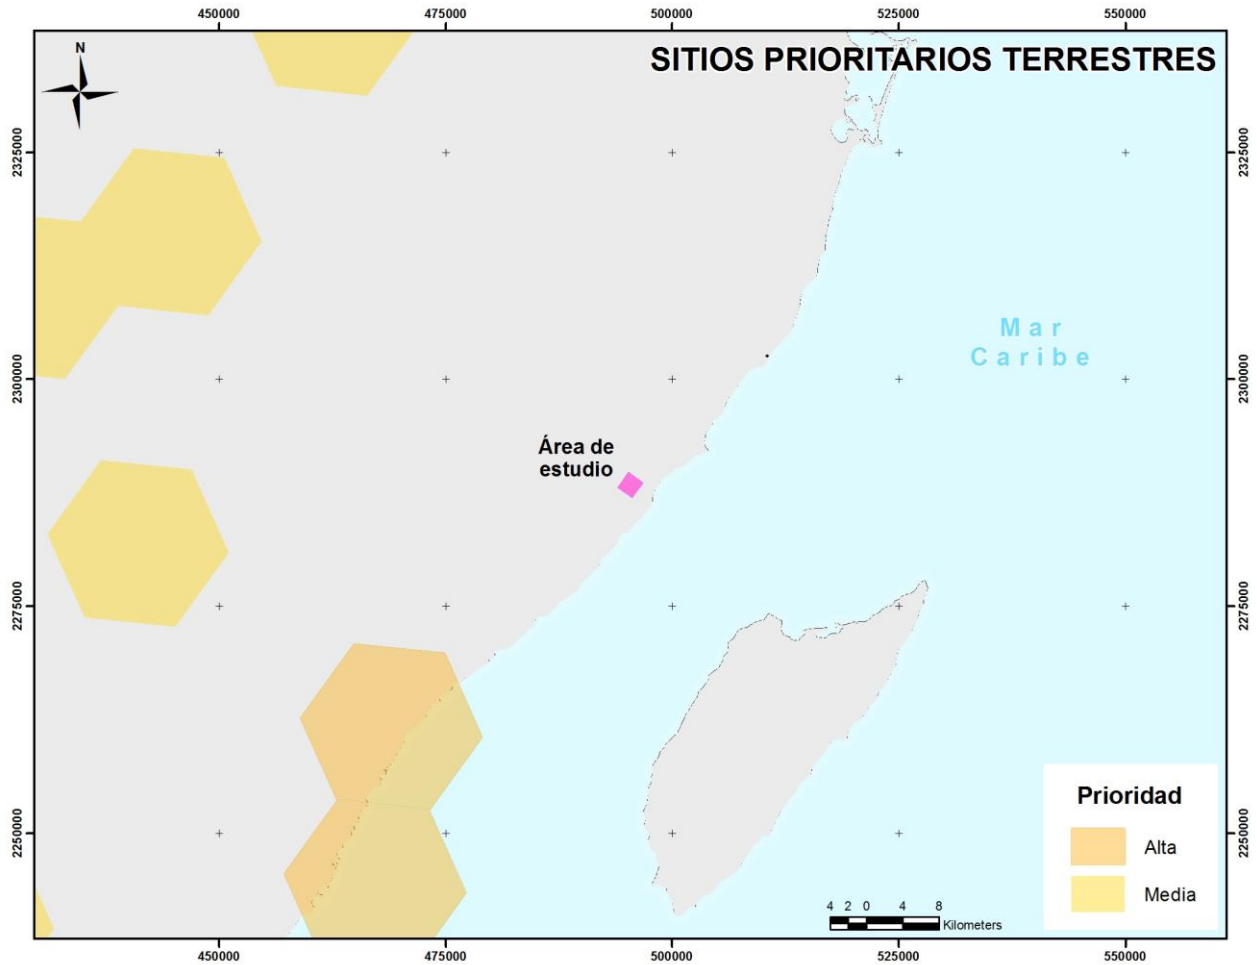 450000 475000 500000 525000 550000
SITIOS PRIORITARIOS TERRESTRES
N
2325000 2325000
Mar
Caribe
2300000 2300000
Área de
estudio
2275000 2275000
Prioridad
Alta
Media
2250000 2250000
4 2 0 4 8
Kilometers
450000 475000 500000 525000 550000